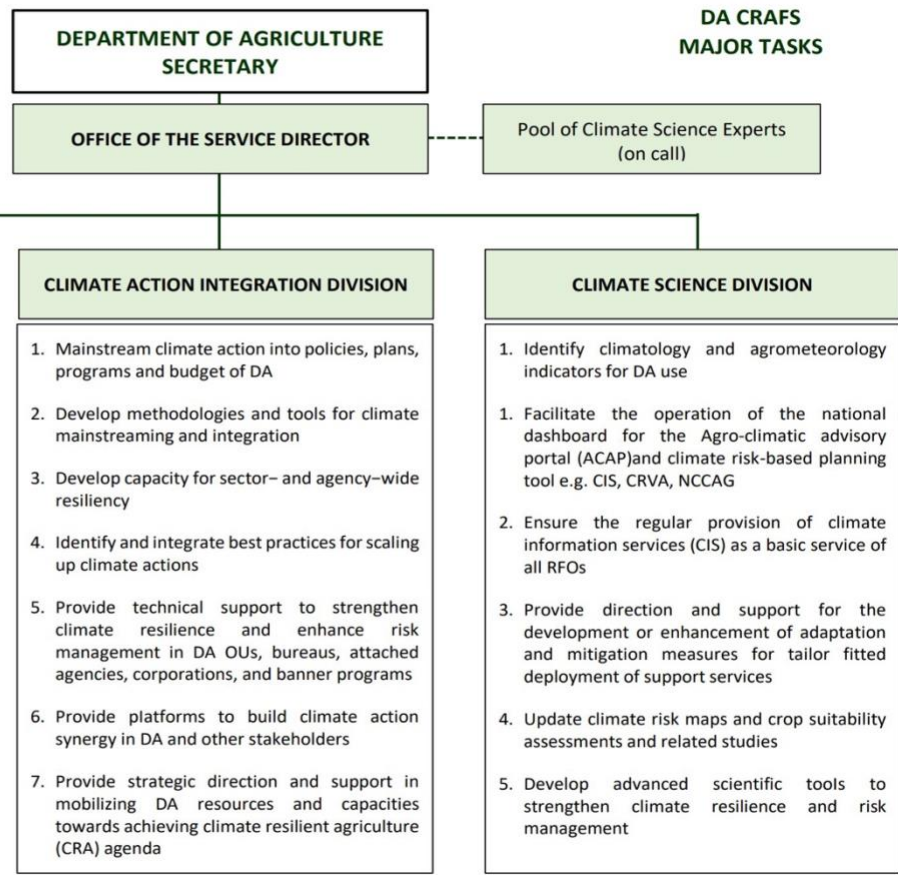 DEPARTMENT OF AGRICULTURE
SECRETARY
DA CRAFS
MAJOR TASKS
OFFICE OF THE SERVICE DIRECTOR
Pool of Climate Science Experts
(on call)
CLIMATE ACTION INTEGRATION DIVISION
1. Mainstream climate action into policies, plans,
programs and budget of DA
2. Develop methodologies and tools for climate
mainstreaming and integration
3. Develop capacity for sector– and agency–wide
resiliency
4. Identify and integrate best practices for scaling
up climate actions
5. Provide technical support to strengthen
climate resilience and enhance risk
management in DA OUs, bureaus, attached
agencies, corporations, and banner programs
6. Provide platforms to build climate action
synergy in DA and other stakeholders
7. Provide strategic direction and support in
mobilizing DA resources and capacities
towards achieving climate resilient agriculture
(CRA) agenda
CLIMATE SCIENCE DIVISION
1. Identify climatology and agrometeorology
indicators for DA use
1. Facilitate the operation of the national
dashboard for the Agro-climatic advisory
portal (ACAP)and climate risk-based planning
tool e.g. CIS, CRVA, NCCAG
2. Ensure the regular provision of climate
information services (CIS) as a basic service of
all RFOs
3. Provide direction and support for the
development or enhancement of adaptation
and mitigation measures for tailor fitted
deployment of support services
4. Update climate risk maps and crop suitability
assessments and related studies
5. Develop advanced scientific tools to
strengthen climate resilience and risk
management